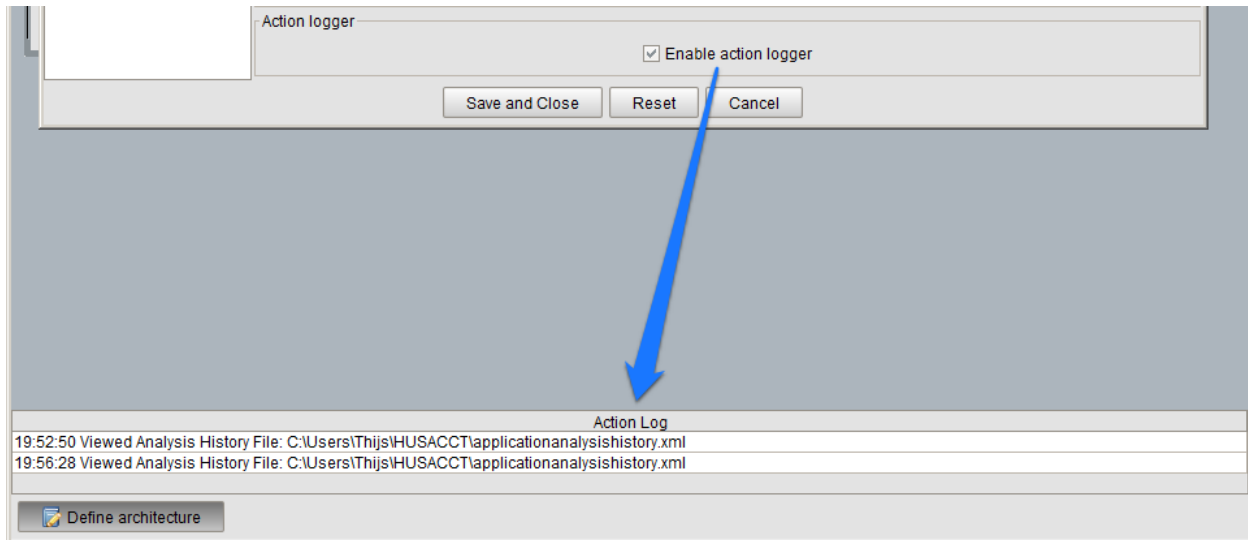 Action logger
Enable action logger
Save and Close Reset Cancel
Action Log
19:52:50 Viewed Analysis History File: C:\Users\Thijs\HUSACCT\applicationanalysishistory.xml
19:56:28 Viewed Analysis History File: C:\Users\Thijs\HUSACCT\applicationanalysishistory.xml
Define architecture